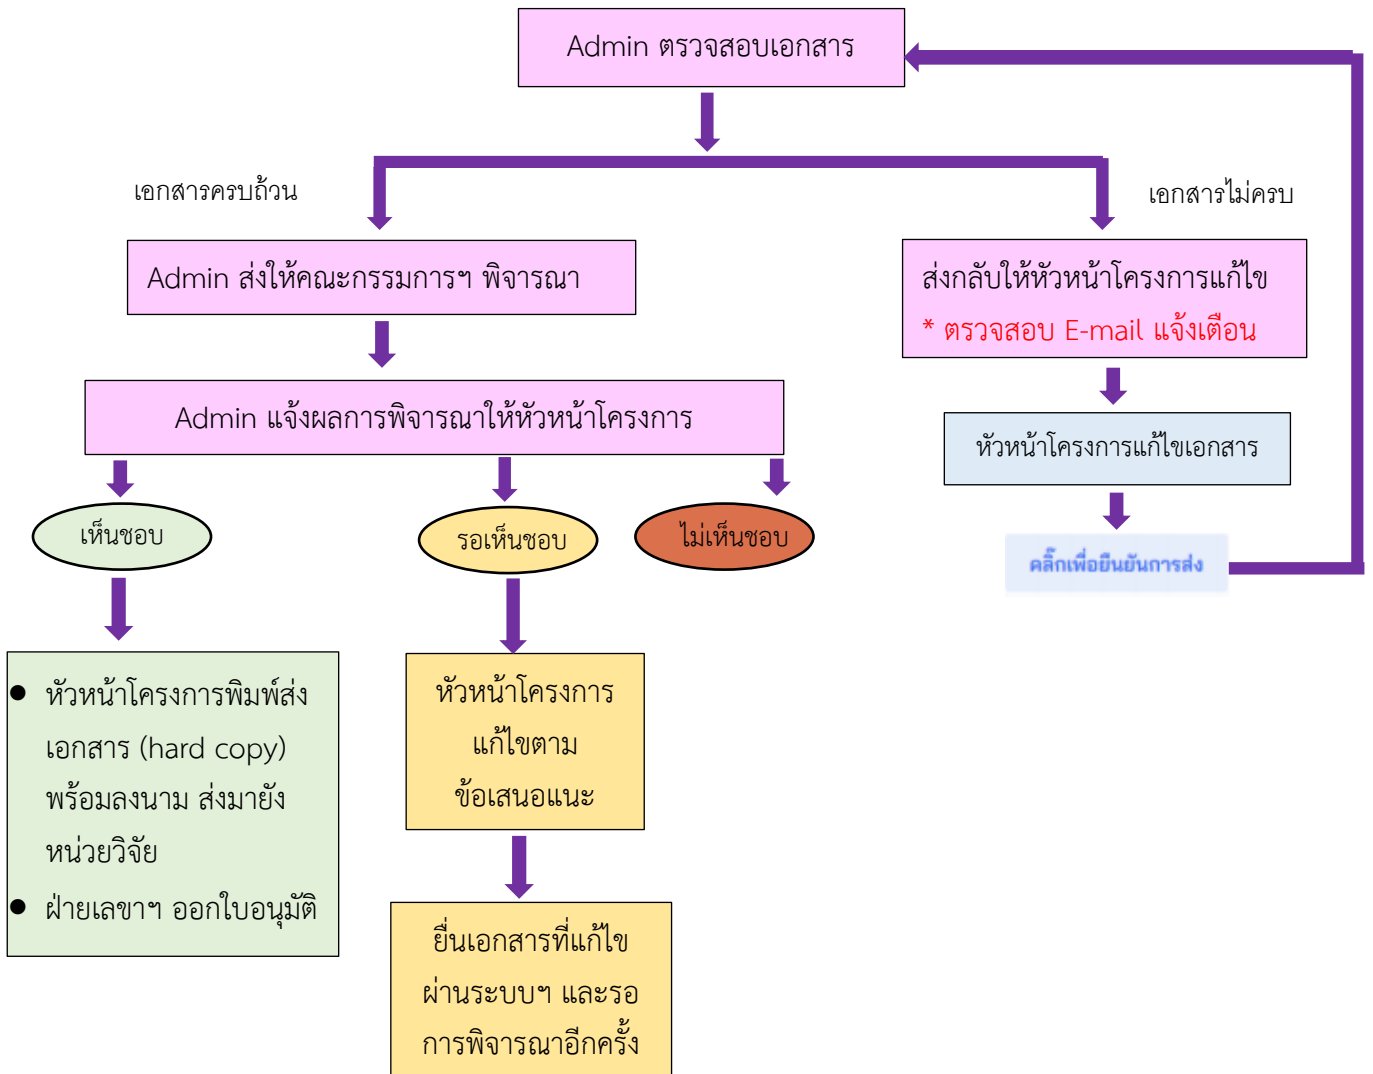 Admin ตรวจสอบเอกสาร
เอกสารครบถ้วน
เอกสารไม่ครบ
Admin ส่งให้คณะกรรมการฯ พิจารณา
ส่งกลับให้หัวหน้าโครงการแก้ไข
* ตรวจสอบ E-mail แจ้งเตือน
Admin แจ้งผลการพิจารณาให้หัวหน้าโครงการ
หัวหน้าโครงการแก้ไขเอกสาร
เห็นชอบ
รอเห็นชอบ
ไม่เห็นชอบ
คลิ๊กเพื่อยืนยันการส่ง
● หัวหน้าโครงการพิมพ์ส่ง
เอกสาร (hard copy)
พร้อมลงนาม ส่งมายัง
หน่วยวิจัย
● ฝ่ายเลขาฯ ออกใบอนุมัติ
หัวหน้าโครงการ
แก้ไขตาม
ข้อเสนอแนะ
ยื่นเอกสารที่แก้ไข
ผ่านระบบฯ และรอ
การพิจารณาอีกครั้ง